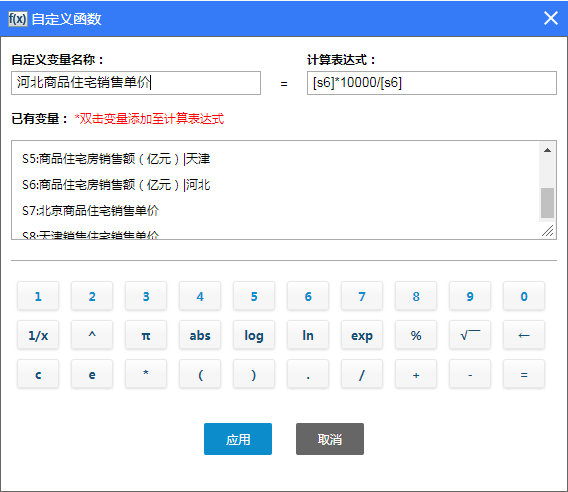 f(x) 自定义函数
自定义变量名称： 计算表达式：
河北商品住宅销售单价 = [s6]*10000/[s6]
已有变量： *双击变量添加至计算表达式
S5:商品住宅房销售额（亿元）|天津
S6:商品住宅房销售额（亿元）|河北
S7:北京商品住宅销售单价
S8:天津销售住宅销售单价
1 2 3 4 5 6 7 8 9 0
1/x ^ π abs log ln exp % √￣ ←
c e * ( ) . / + - =
应用 取消